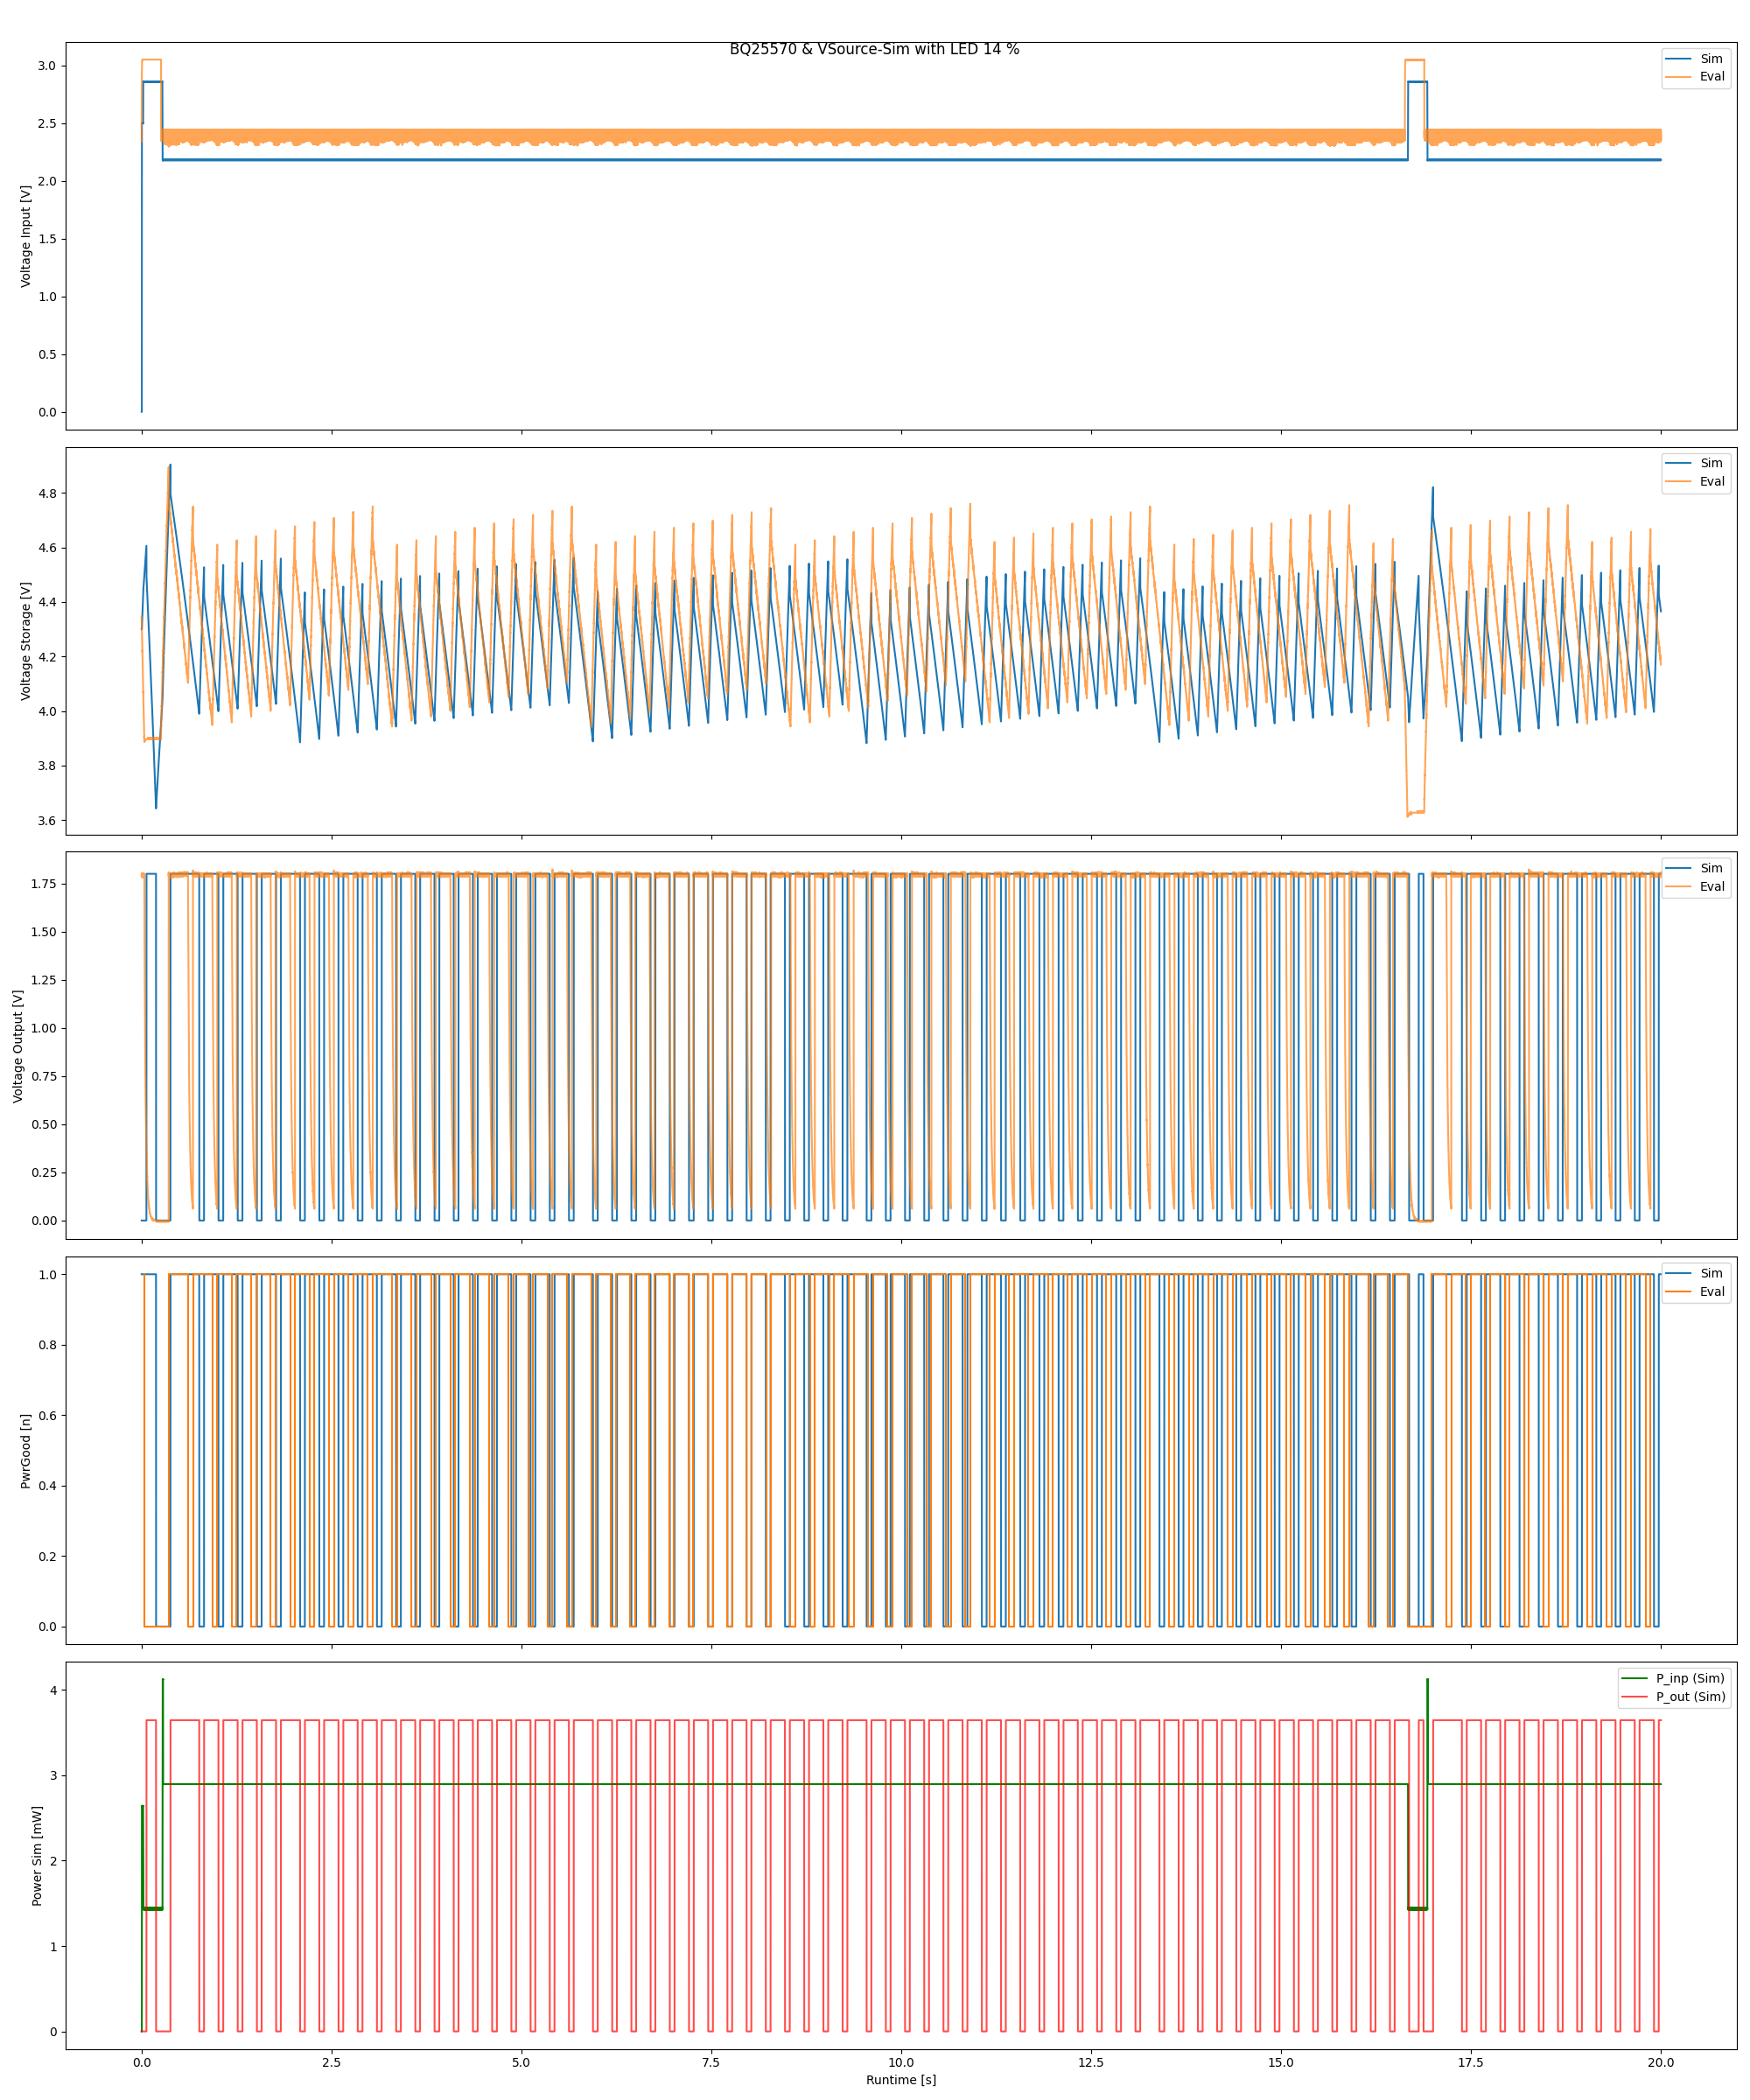 BQ25570 & VSource-Sim with LED 14 %
Voltage Input [V]
3.0
2.5
2.0
1.5
1.0
0.5
0.0
Sim
Eval
Voltage Storage [V]
4.8
4.6
4.4
4.2
4.0
3.8
3.6
Sim
Eval
Voltage Output [V]
1.75
1.50
1.25
1.00
0.75
0.50
0.25
0.00
Sim
Eval
PwrGood [n]
1.0
0.8
0.6
0.4
0.2
0.0
Sim
Eval
Power Sim [mW]
4
3
2
1
0
P_inp (Sim)
P_out (Sim)
0.0 2.5 5.0 7.5 10.0 12.5 15.0 17.5 20.0
Runtime [s]